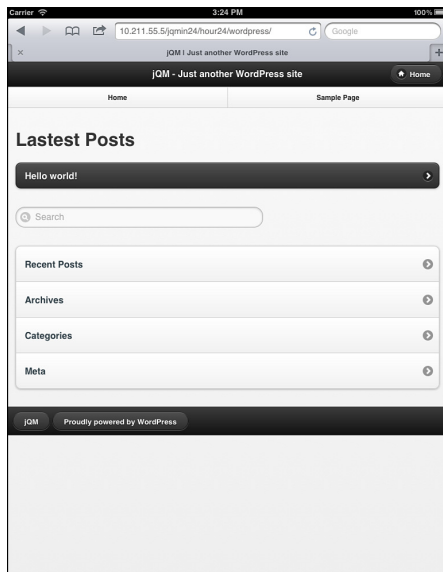 Carrier 3:24 PM 100%
10.211.55.5/jqmin24/hour24/wordpress/ Google
jQM | Just another WordPress site
jQM - Just another WordPress site Home
Home Sample Page
Lastest Posts
Hello world!
Search
Recent Posts
Archives
Categories
Meta
jQM Proudly powered by WordPress